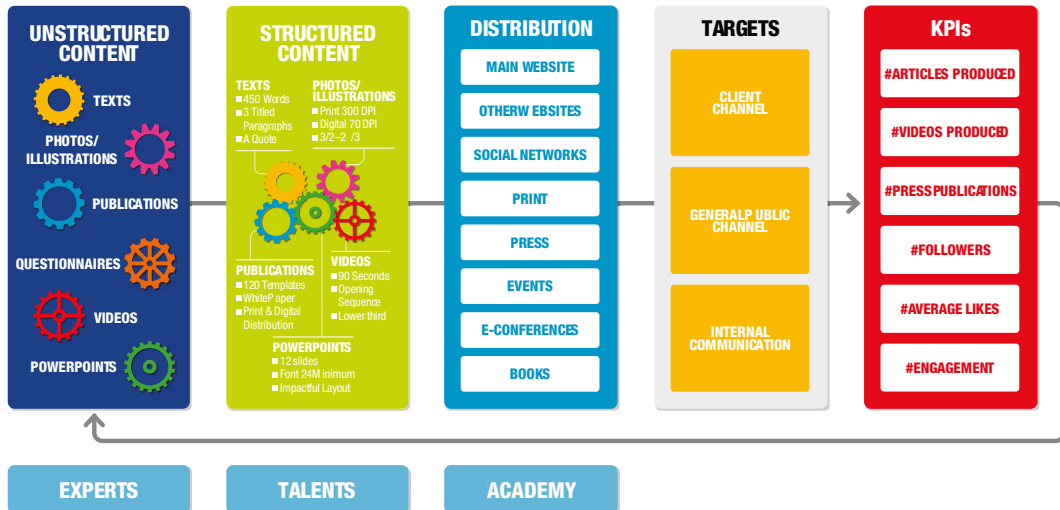 UNSTRUCTURED
CONTENT
TEXTS
PHOTOS/
ILLUSTRATIONS
PUBLICATIONS
QUESTIONNAIRES
VIDEOS
POWERPOINTS
STRUCTURED
CONTENT
TEXTS
450 Words
3 Titled
Paragraphs
A Quote
PHOTOS/
ILLUSTRATIONS
Print 300 DPI
Digital 70 DPI
3/2–2 /3
PUBLICATIONS
120 Templates
WhiteP aper
Print & Digital
Distribution
VIDEOS
90 Seconds
Opening
Sequence
Lower third
POWERPOINTS
12 slides
Font 24M inimum
Impactful Layout
DISTRIBUTION
MAIN WEBSITE
OTHERW EBSITES
SOCIAL NETWORKS
PRINT
PRESS
EVENTS
E-CONFERENCES
BOOKS
TARGETS
CLIENT
CHANNEL
GENERALP UBLIC
CHANNEL
INTERNAL
COMMUNICATION
KPIs
#ARTICLES PRODUCED
#VIDEOS PRODUCED
#PRESS PUBLICATIONS
#FOLLOWERS
#AVERAGE LIKES
#ENGAGEMENT
EXPERTS
TALENTS
ACADEMY